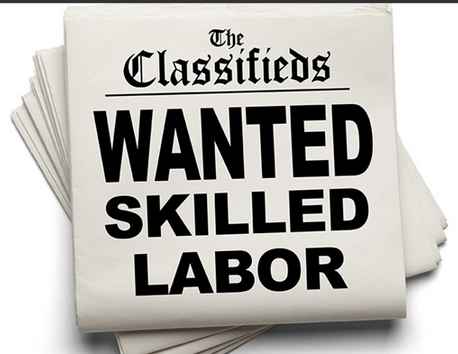 The
Classifieds
WANTED
SKILLED
LABOR